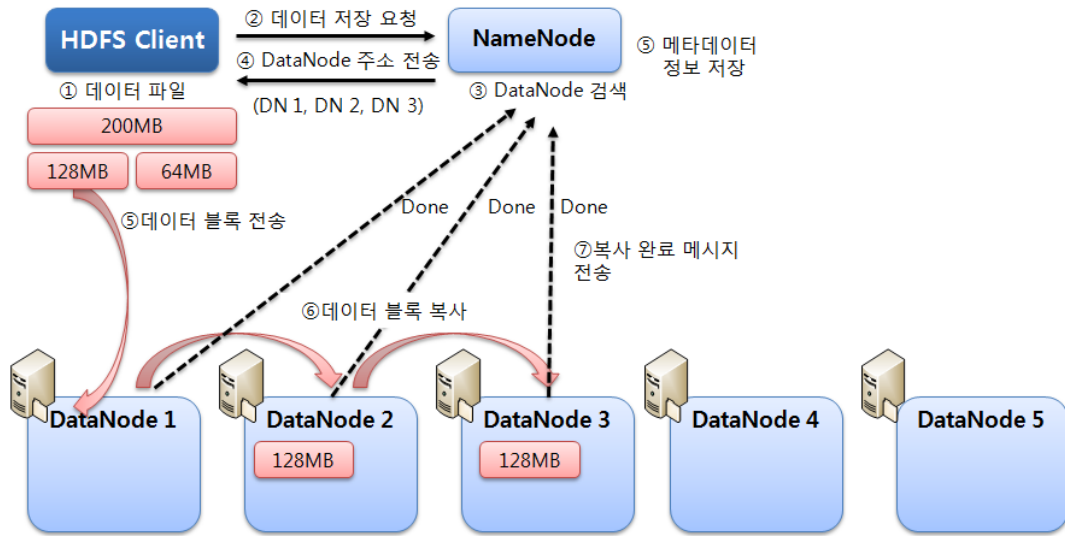 HDFS Client
② 데이터 저장 요청
NameNode
⑤ 메타데이터
정보 저장
④ DataNode 주소 전송
① 데이터 파일
(DN 1, DN 2, DN 3)
③ DataNode 검색
200MB
128MB
64MB
⑤데이터 블록 전송
Done
Done
Done
⑦복사 완료 메시지
전송
⑥데이터 블록 복사
DataNode 1
DataNode 2
DataNode 3
DataNode 4
DataNode 5
128MB
128MB